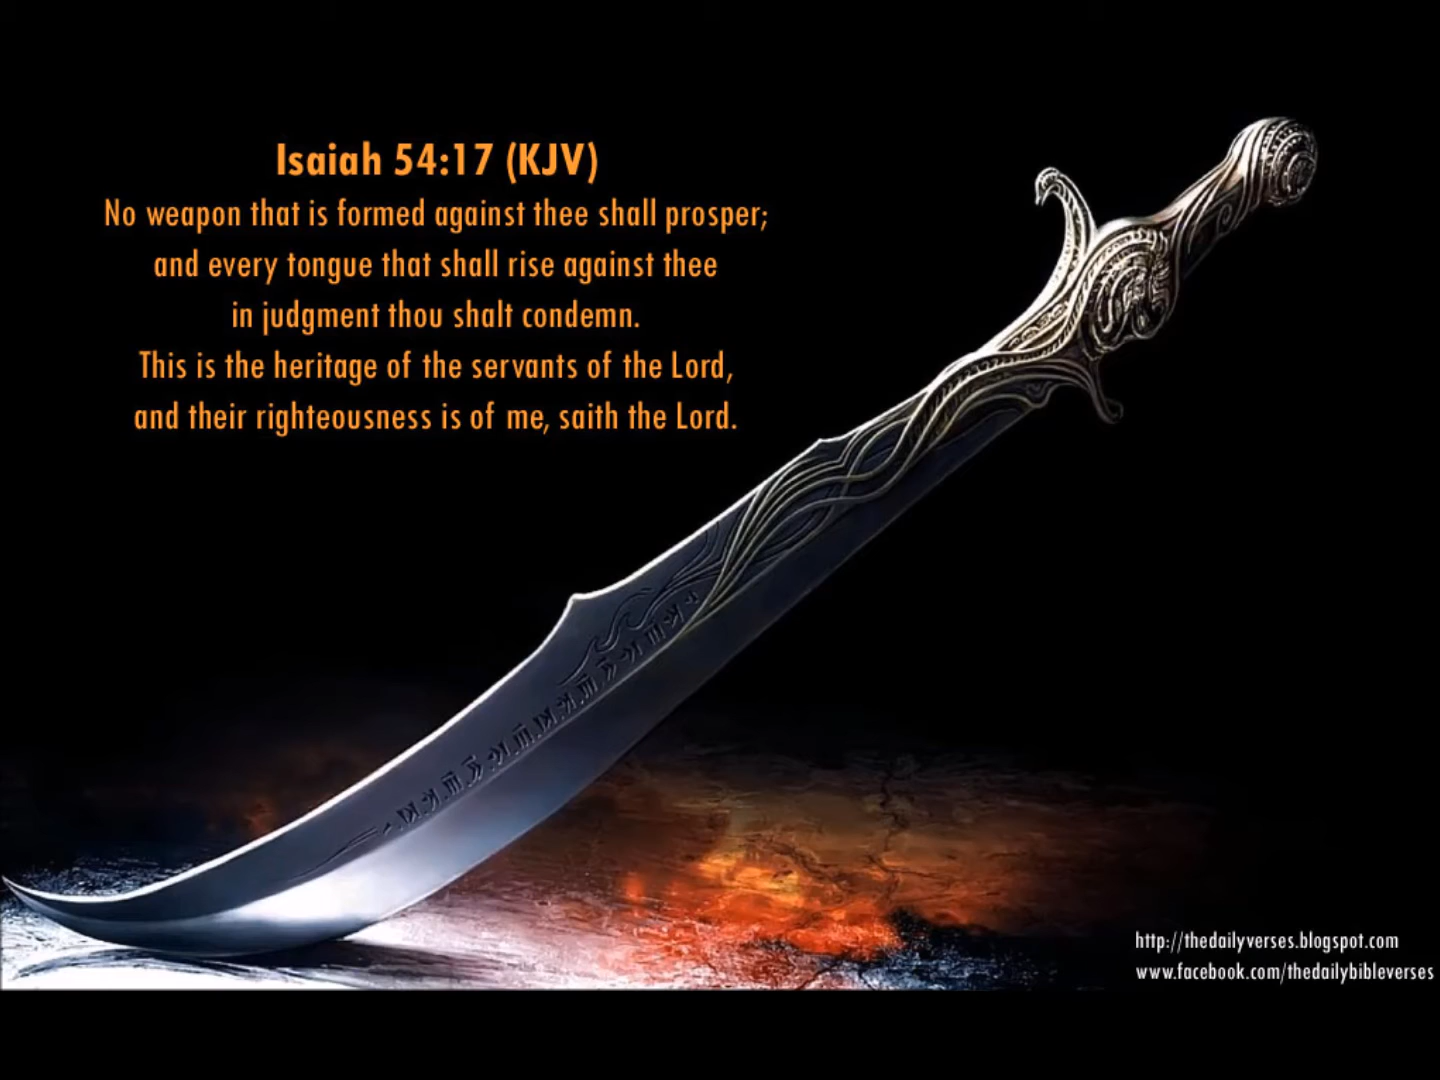 Isaiah 54:17 (KJV)
No weapon that is formed against thee shall prosper;
and every tongue that shall rise against thee
in judgment thou shalt condemn.
This is the heritage of the servants of the Lord,
and their righteousness is of me, saith the Lord.
http://thedailyverses.blogspot.com
www.facebook.com/thedailybibleverses